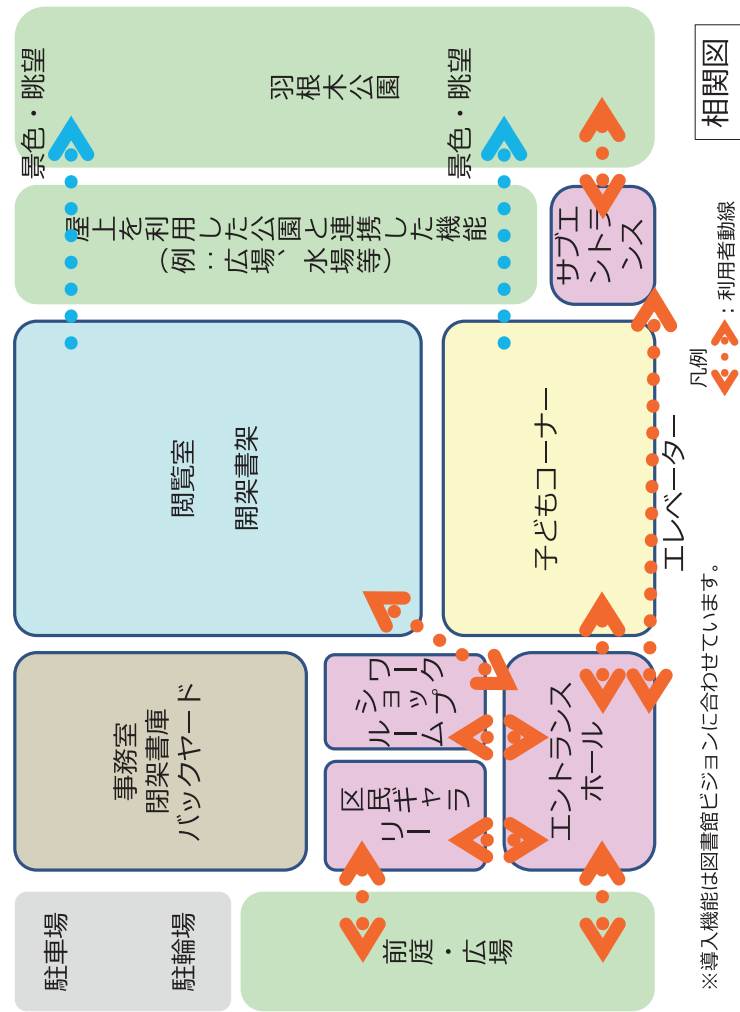 駐車場
駐輪場
前庭・広場
事務室
閉架書庫
バックヤード
区民ギャラ
リー
ワーク
ショップ
ルーム
エントランス
ホール
閲覧室
開架書架
子どもコーナー
エレベーター
屋上を利用した公園と連携した機能
（例：広場、水場等）
サブエ
ントラ
ンス
景色・眺望
景色・眺望
羽根木公園
相関図
凡例
：利用者動線
※導入機能は図書館ビジョンに合わせています。